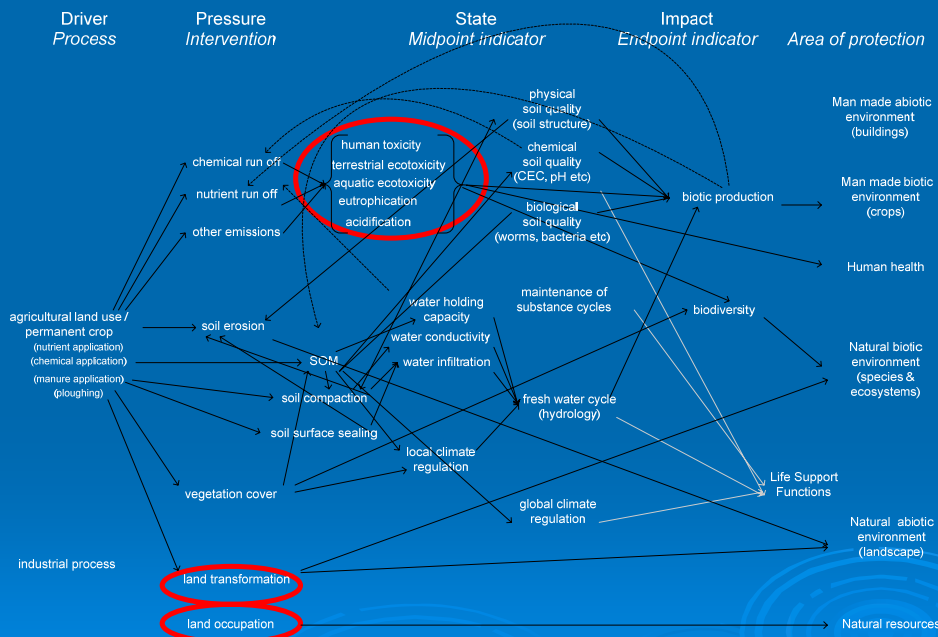 Driver
Process
Pressure
Intervention
State
Midpoint indicator
Impact
Endpoint indicator
Area of protection
agricultural land use /
permanent crop
(nutrient application)
(chemical application)
(manure application)
(ploughing)
industrial process
chemical run off
nutrient run off
other emissions
soil erosion
SOM
soil compaction
soil surface sealing
vegetation cover
land transformation
land occupation
human toxicity
terrestrial ecotoxicity
aquatic ecotoxicity
eutrophication
acidification
water holding
capacity
water conductivity
water infiltration
local climate
regulation
physical
soil quality
(soil structure)
chemical
soil quality
(CEC, pH etc)
biological
soil quality
(worms, bacteria etc)
maintenance of
substance cycles
fresh water cycle
(hydrology)
global climate
regulation
biotic production
biodiversity
Man made abiotic
environment
(buildings)
Man made biotic
environment
(crops)
Human health
Natural biotic
environment
(species &
ecosystems)
Life Support
Functions
Natural abiotic
environment
(landscape)
Natural resources